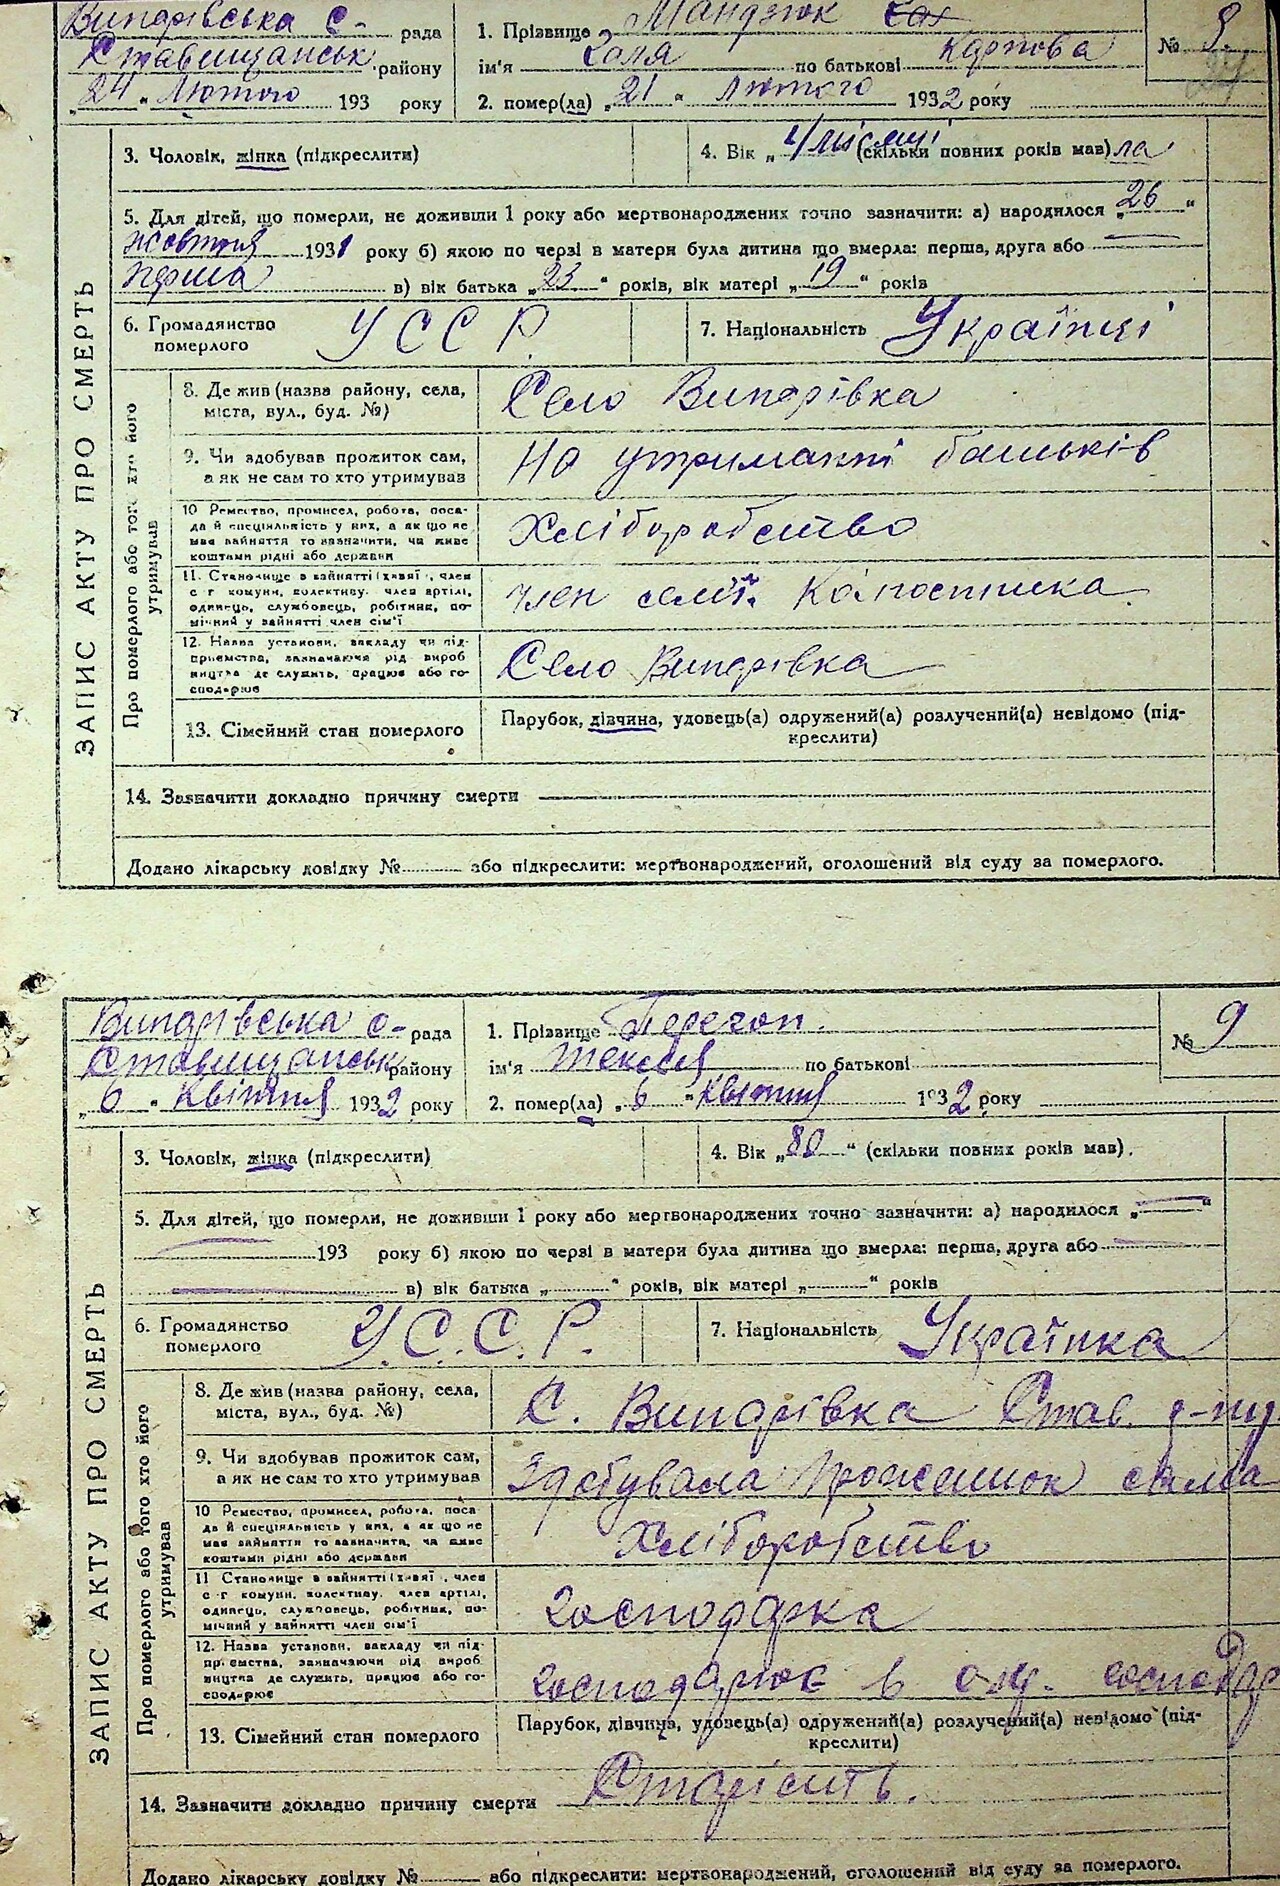 Винарівська с- рада
Ставищанськ району
„24“ Лютого 193 року
1. Прізвище Мандзюк
ім'я Галя по батькові Карпова
№ 8.
2. помер(ла) „21“ лютого 1932 року
3. Чоловік, жінка (підкреслити)
4. Вік „4 місяці (скільки повних років мав)ла
5. Для дітей, що померли, не доживши 1 року або мертвонароджених точно зазначити: а) народилося „26“
жовтня 1931 року б) якою по черзі в матери була дитина що вмерла: перша, друга або
перша в) вік батька „23“ років, вік матері „19“ років
6. Громадянство померлого УССР.
7. Національність Українці
ЗАПИС АКТУ ПРО СМЕРТЬ
Про померлого або того хто його утримував
8. Де жив (назва району, села, міста, вул., буд. №)
Село Винарівка
9. Чи здобував прожиток сам, а як не сам то хто утримував
На утриманні батьків
10 Ремество, промисел, робота, посада й спеціяльність у них, а як що не мав зайняття то зазначити, чи живе коштами рідні або держави
Хліборобство
11. Становище в зайнятті (хазяї, член с г комуни, колективу, член артілі, одинець, службовець, робітник, помічний у зайнятті член сім'ї
член семї Колгоспника
12. Назва установи, закладу чи підприємства, зазначаючи рід виробництва де служить, працює або господарює
Село Винарівка
13. Сімейний стан померлого
Парубок, дівчина, удовець(а) одружений(а) розлучений(а) невідомо (підкреслити)
14. Зазначити докладно причину смерти
Додано лікарську довідку № або підкреслити: мертвонароджений, оголошений від суду за померлого.
Винарівська с- рада
Ставищанськ району
„6“ Квітня 1932 року
1. Прізвище Перегон.
ім'я Текля по батькові
№ 9
2. помер(ла) „6“ Квітня 1932 року
3. Чоловік, жінка (підкреслити)
4. Вік „80“ (скільки повних років мав).
5. Для дітей, що померли, не доживши 1 року або мертвонароджених точно зазначити: а) народилося „ “
193 року б) якою по черзі в матери була дитина що вмерла: перша, друга або
в) вік батька „ “ років, вік матері „ “ років
6. Громадянство померлого У.С.С.Р.
7. Національність Українка
ЗАПИС АКТУ ПРО СМЕРТЬ
Про померлого або того хто його утримував
8. Де жив (назва району, села, міста, вул., буд. №)
С. Винарівка Став. р-ну
9. Чи здобував прожиток сам, а як не сам то хто утримував
Здобувала прожиток сама
10 Ремество, промисел, робота, посада й спеціяльність у них, а як що не мав зайняття то зазначити, чи живе коштами рідні або держави
Хліборобство
11 Становище в зайнятті (хазяї, член с г комуни, колективу, член артілі, одинець, службовець, робітник, помічний у зайнятті член сім'ї
Господарка
12. Назва установи, закладу чи підприємства, зазначаючи рід виробництва де служить, працює або господарює
господарює в
13. Сімейний стан померлого
Парубок, дівчина, удовець(а) одружений(а) розлучений(а) невідомо (підкреслити)
14. Зазначити докладно причину смерти Старість.
Додано лікарську довідку № або підкреслити: мертвонароджений, оголошений від суду за померлого.